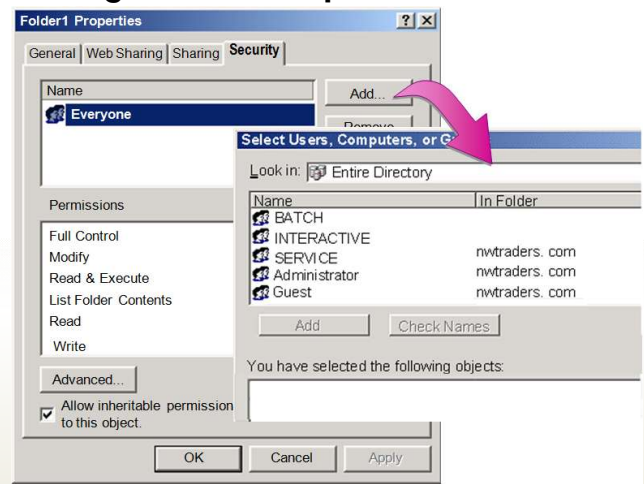 Folder1 Properties
General Web Sharing Sharing Security
Name
Everyone
Add...
Select Users, Computers, or
Look in: Entire Directory
Name In Folder
BATCH
INTERACTIVE
SERVICE nwtraders. com
Administrator nwtraders. com
Guest nwtraders. com
Add Check Names
You have selected the following objects:
Permissions
Full Control
Modify
Read & Execute
List Folder Contents
Read
Write
Advanced...
Allow inheritable permission
to this object.
OK Cancel Apply